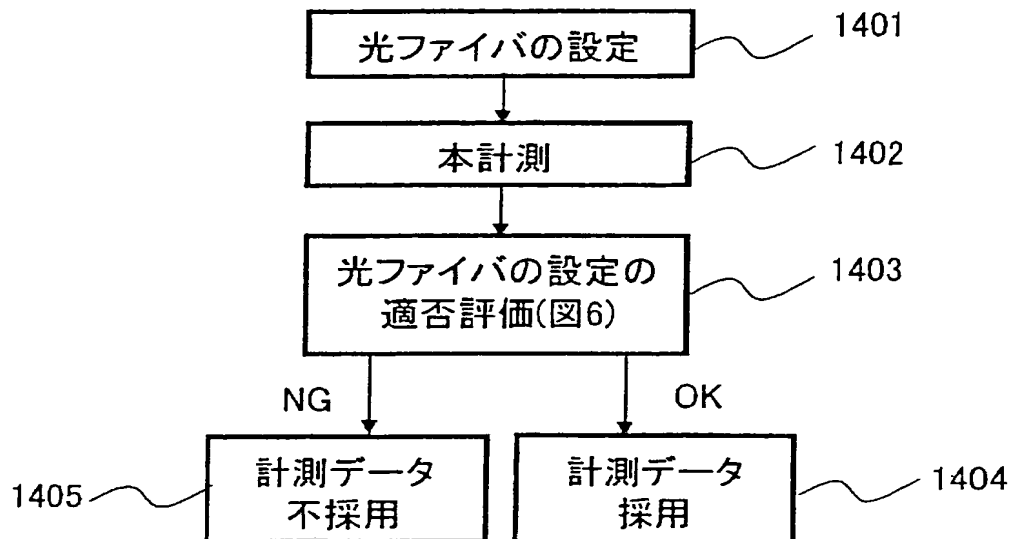 光ファイバの設定
1401
本計測
1402
光ファイバの設定の
適否評価(図6)
1403
NG
OK
計測データ
不採用
1405
計測データ
採用
1404